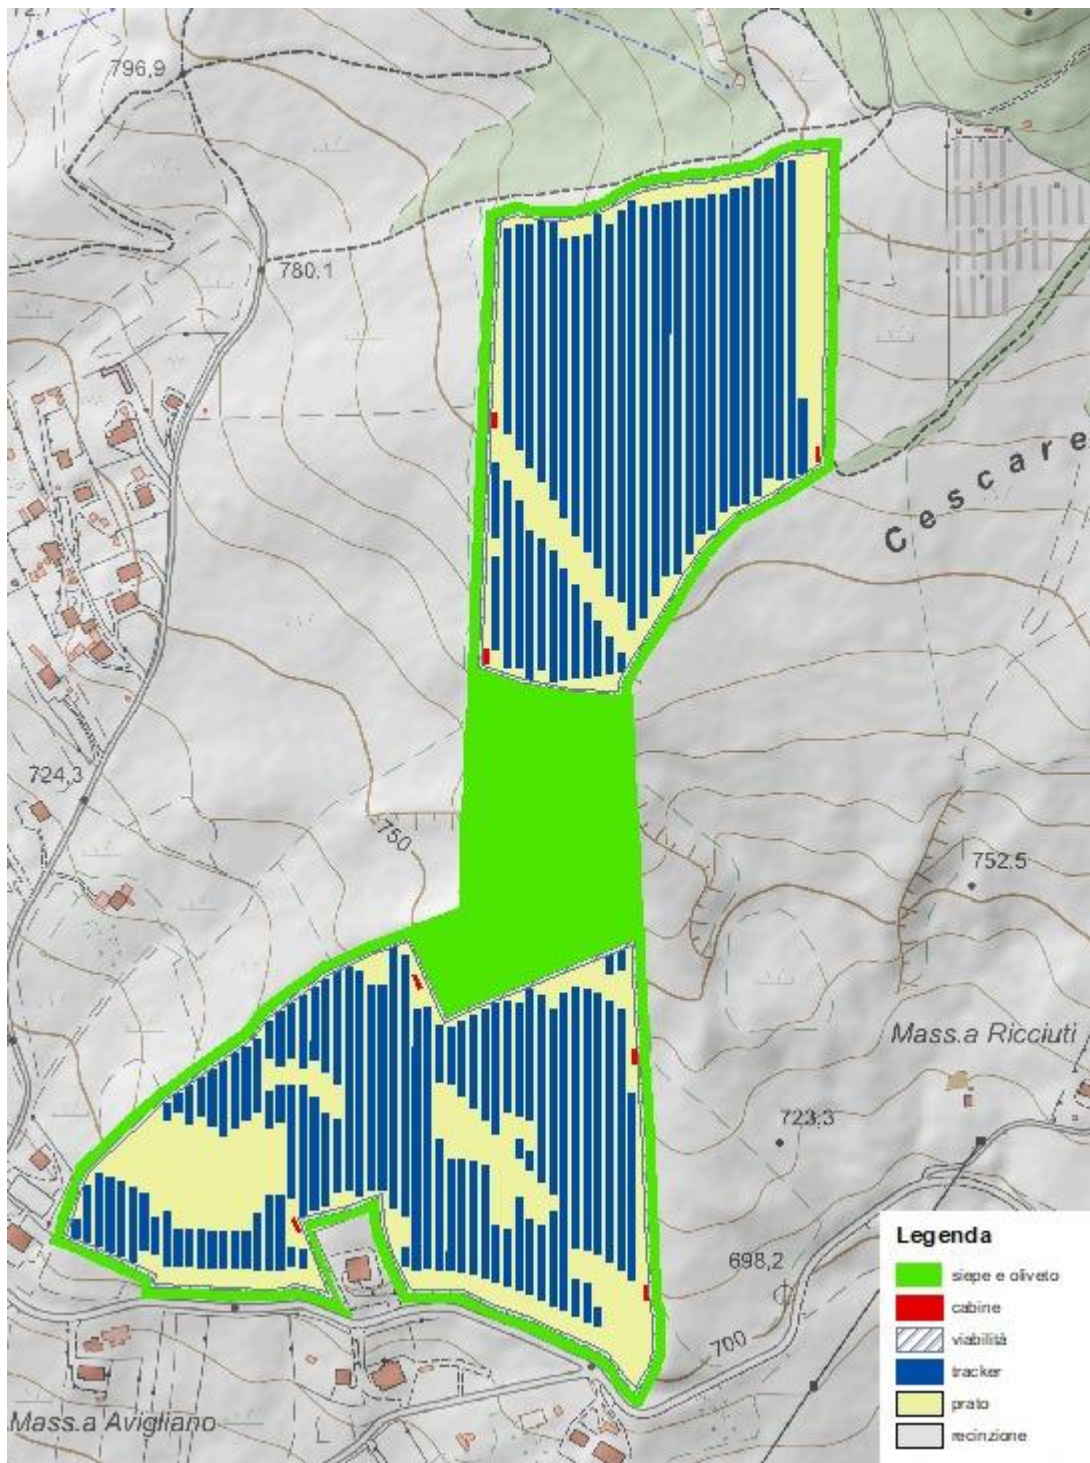 796,9
780,1
Cescare
724,3
750
752.5
Mass.a Ricciuti
723,3
698,2
700
Mass.a Avigliano
Legenda
siepe e oliveto
cabine
viabilità
tracker
prato
recinzione